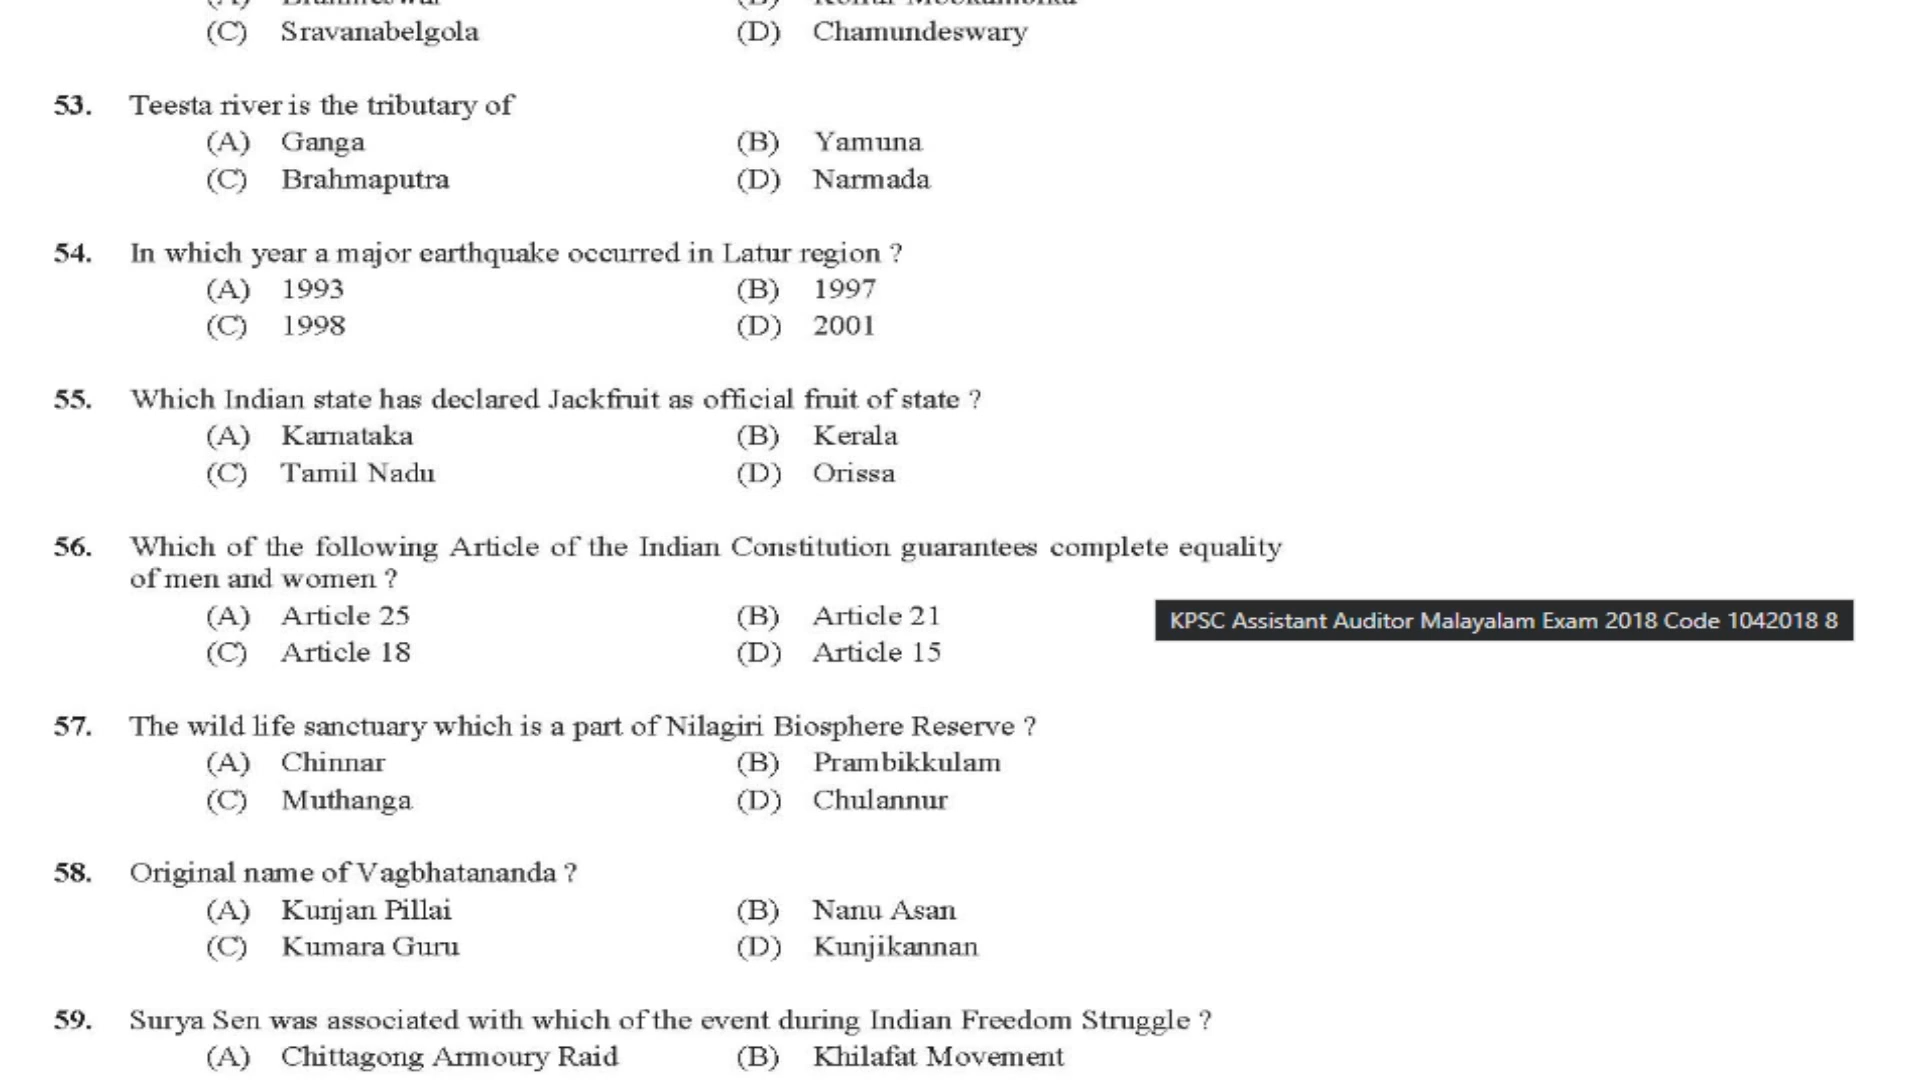 (C) Sravanabelgola (D) Chamundeswary
53. Teesta river is the tributary of
(A) Ganga (B) Yamuna
(C) Brahmaputra (D) Narmada
54. In which year a major earthquake occurred in Latur region ?
(A) 1993 (B) 1997
(C) 1998 (D) 2001
55. Which Indian state has declared Jackfruit as official fruit of state ?
(A) Karnataka (B) Kerala
(C) Tamil Nadu (D) Orissa
56. Which of the following Article of the Indian Constitution guarantees complete equality
of men and women ?
(A) Article 25 (B) Article 21
KPSC Assistant Auditor Malayalam Exam 2018 Code 1042018 8
(C) Article 18 (D) Article 15
57. The wild life sanctuary which is a part of Nilagiri Biosphere Reserve ?
(A) Chinnar (B) Prambikkulam
(C) Muthanga (D) Chulannur
58. Original name of Vagbhatananda ?
(A) Kunjan Pillai (B) Nanu Asan
(C) Kumara Guru (D) Kunjikannan
59. Surya Sen was associated with which of the event during Indian Freedom Struggle ?
(A) Chittagong Armoury Raid (B) Khilafat Movement